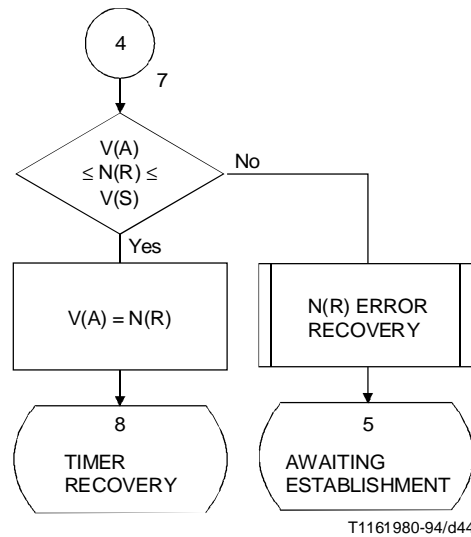 4
7
V(A)
≤ N(R) ≤
V(S)
No
Yes
V(A) = N(R)
N(R) ERROR
RECOVERY
8
TIMER
RECOVERY
5
AWAITING
ESTABLISHMENT
T1161980-94/d44